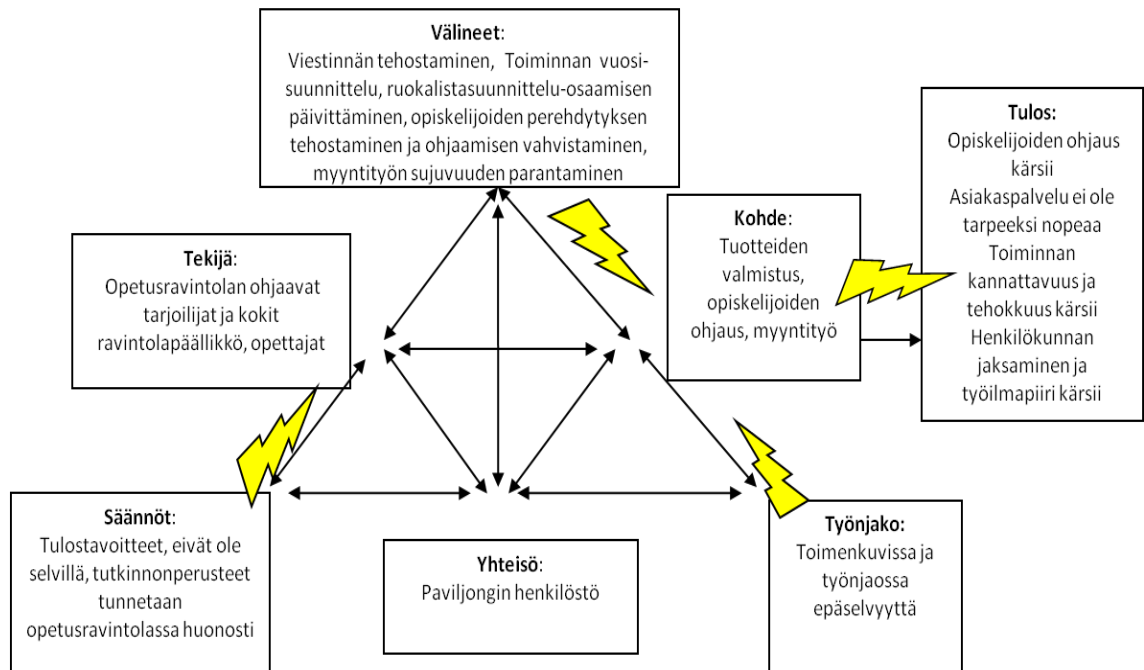 Välineet:
Viestinnän tehostaminen, Toiminnan vuosi-
suunnittelu, ruokalistasuunnittelu-osaamisen
päivittäminen, opiskelijoiden perehdytyksen
tehostaminen ja ohjaamisen vahvistaminen,
myyntityön sujuvuuden parantaminen
Tulos:
Opiskelijoiden ohjaus
kärsii
Asiakaspalvelu ei ole
tarpeeksi nopeaa
Toiminnan
kannattavuus ja
tehokkuus kärsii
Henkilökunnan
jaksaminen ja
työilmapiiri kärsii
Kohde:
Tuotteiden
valmistus,
opiskelijoiden
ohjaus, myyntityö
Tekijä:
Opetusravintolan ohjaavat
tarjoilijat ja kokit
ravintolapäällikkö, opettajat
Säännöt:
Tulostavoitteet, eivät ole
selvillä, tutkinnonperusteet
tunnetaan
opetusravintolassa huonosti
Yhteisö:
Paviljongin henkilöstö
Työnjako:
Toimenkuvissa ja
työnjaossa
epäselvyyttä